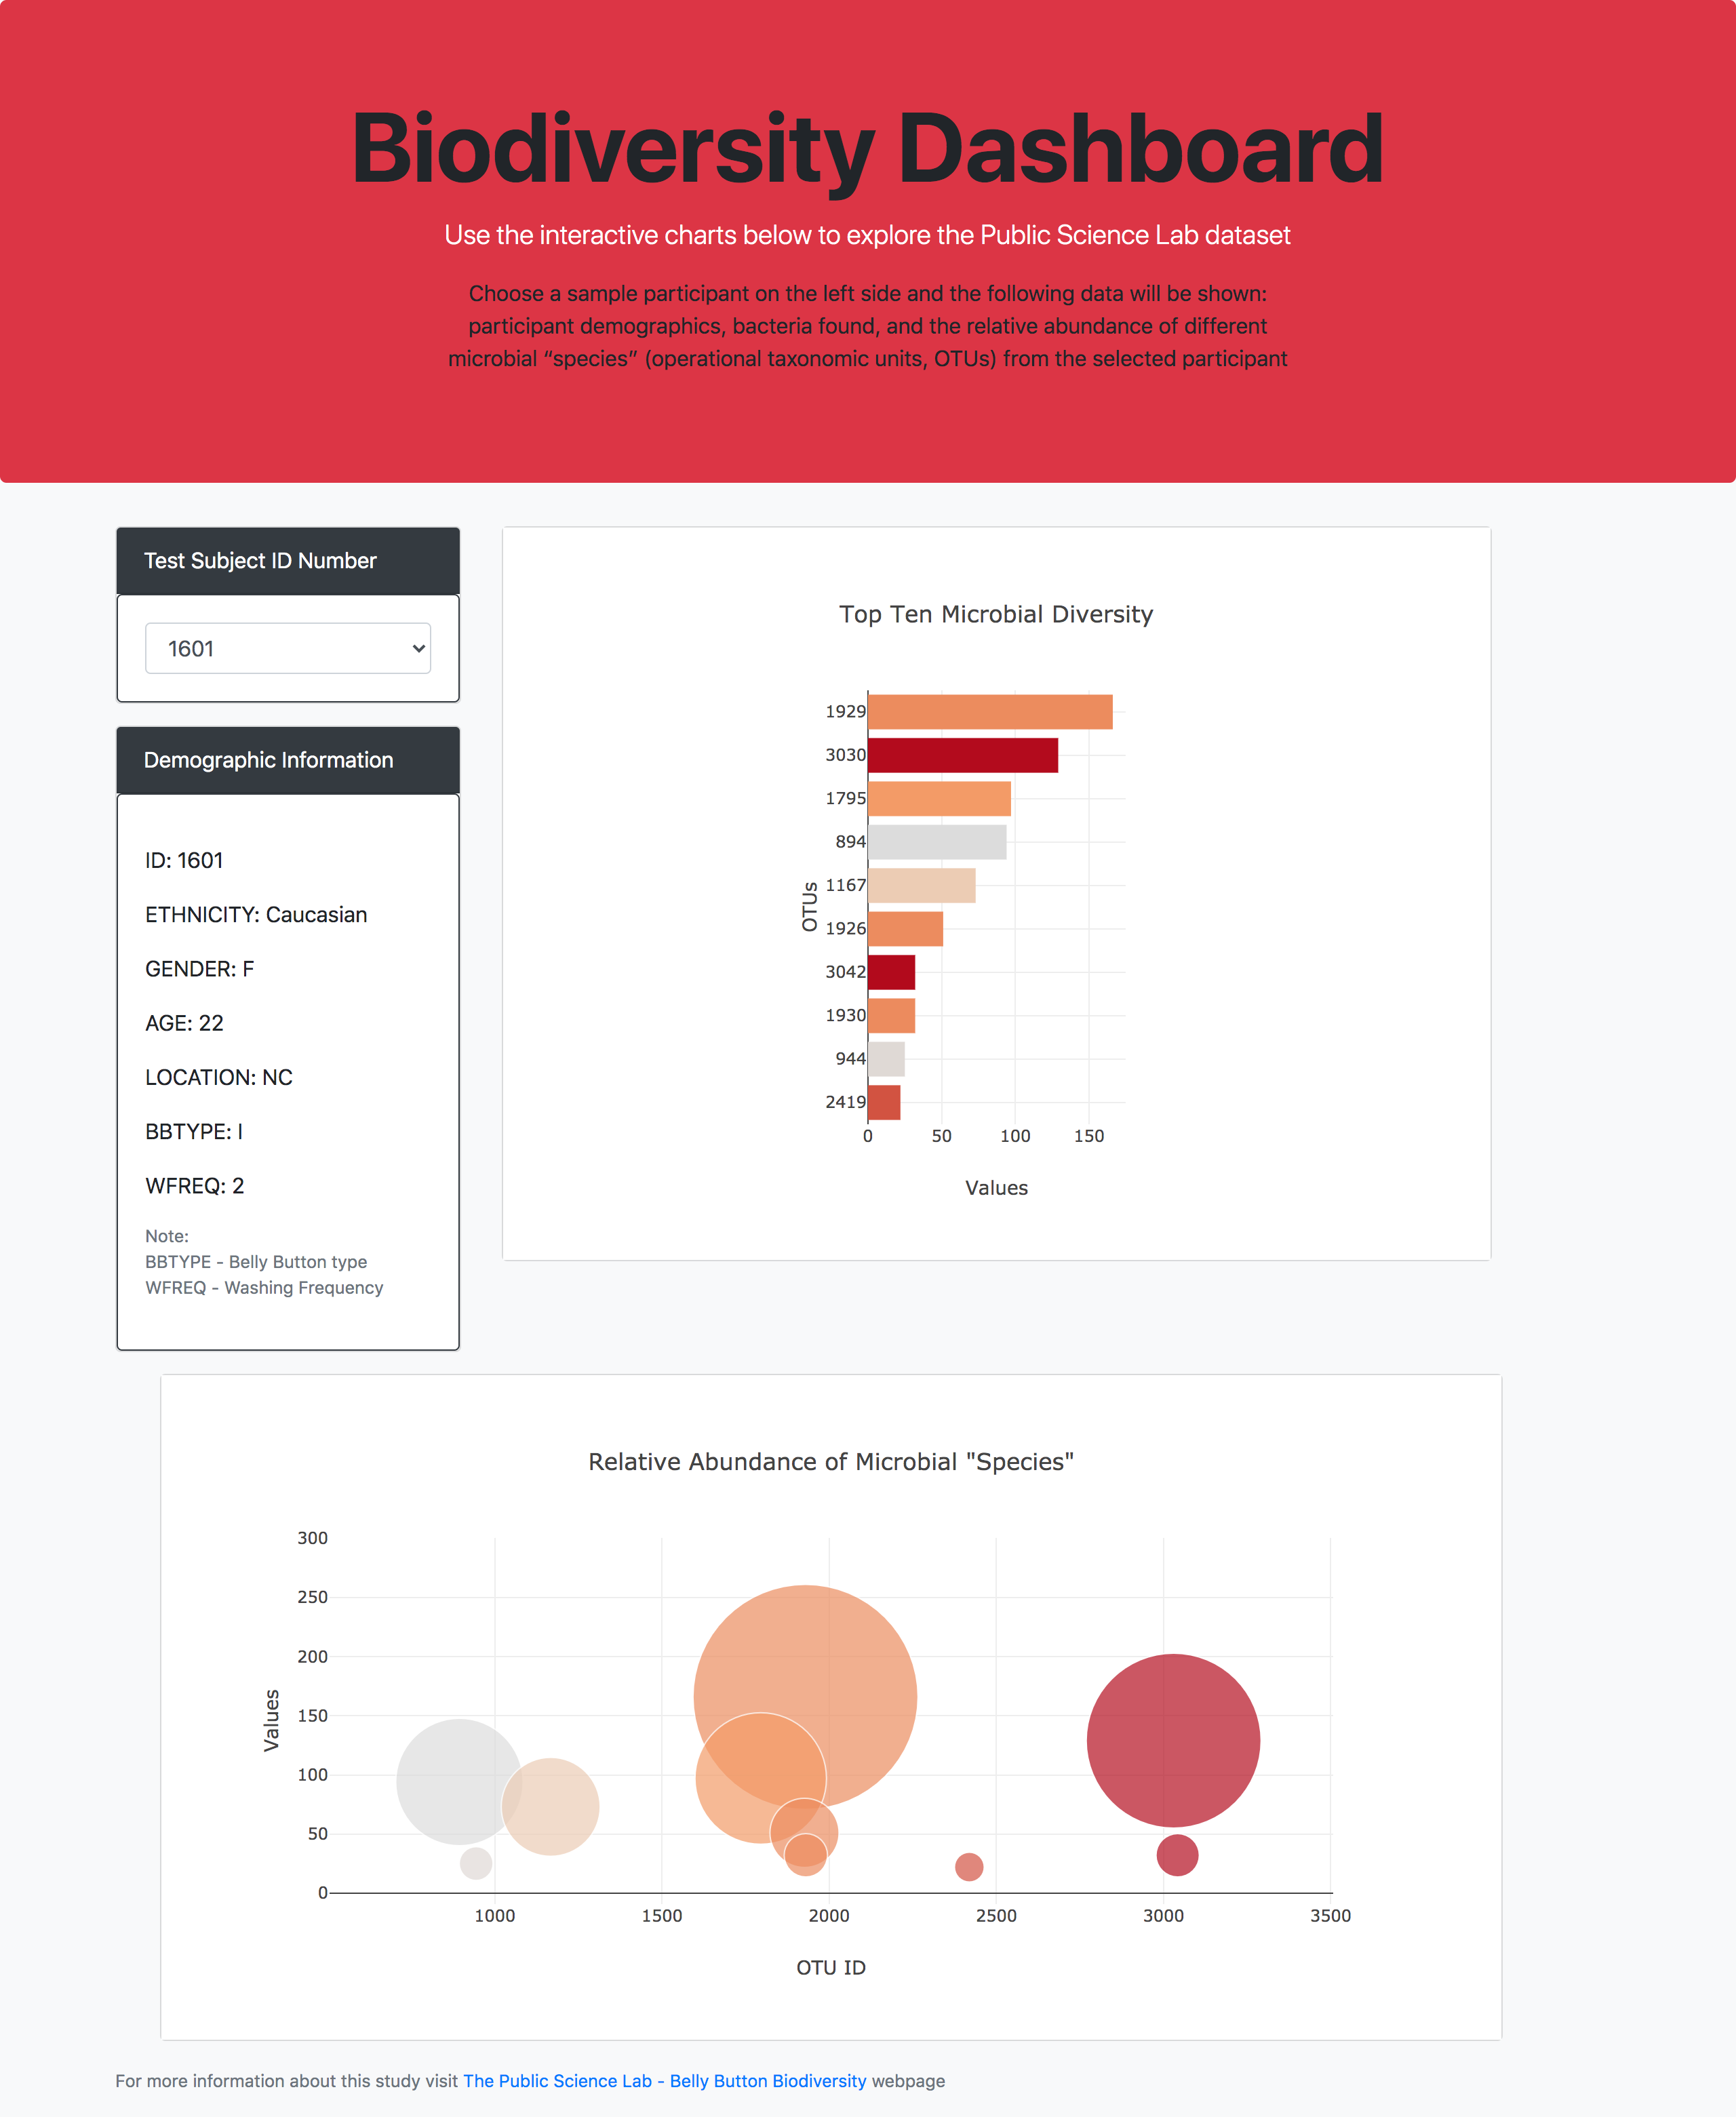 Biodiversity Dashboard
Use the interactive charts below to explore the Public Science Lab dataset
Choose a sample participant on the left side and the following data will be shown:
participant demographics, bacteria found, and the relative abundance of different
microbial “species” (operational taxonomic units, OTUs) from the selected participant
Test Subject ID Number
1601
Demographic Information
ID: 1601
ETHNICITY: Caucasian
GENDER: F
AGE: 22
LOCATION: NC
BBTYPE: I
WFREQ: 2
Note:
BBTYPE - Belly Button type
WFREQ - Washing Frequency
Top Ten Microbial Diversity
OTUs
1929
3030
1795
894
1167
1926
3042
1930
944
2419
0 50 100 150
Values
Relative Abundance of Microbial "Species"
Values
300
250
200
150
100
50
0
1000 1500 2000 2500 3000 3500
OTU ID
For more information about this study visit The Public Science Lab - Belly Button Biodiversity webpage